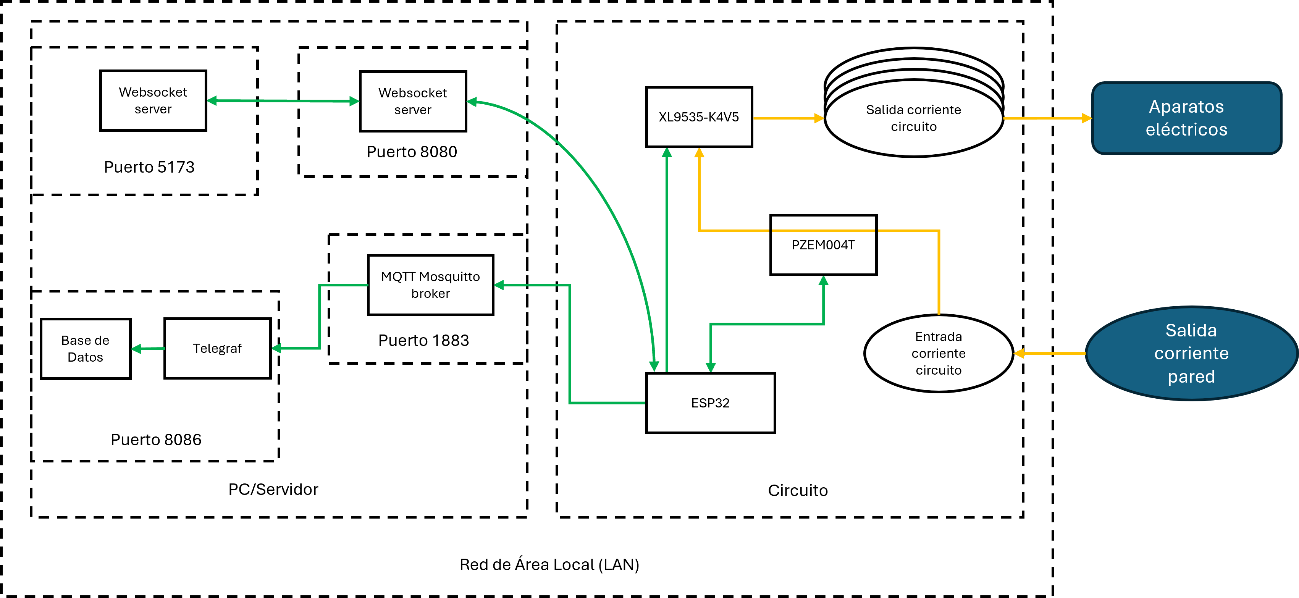 Websocket
server
Puerto 5173
Websocket
server
Puerto 8080
MQTT Mosquitto
broker
Puerto 1883
Base de
Datos
Telegraf
Puerto 8086
PC/Servidor
XL9535-K4V5
Salida corriente
circuito
PZEM004T
Entrada
corriente
circuito
ESP32
Circuito
Aparatos
eléctricos
Salida
corriente
pared
Red de Área Local (LAN)